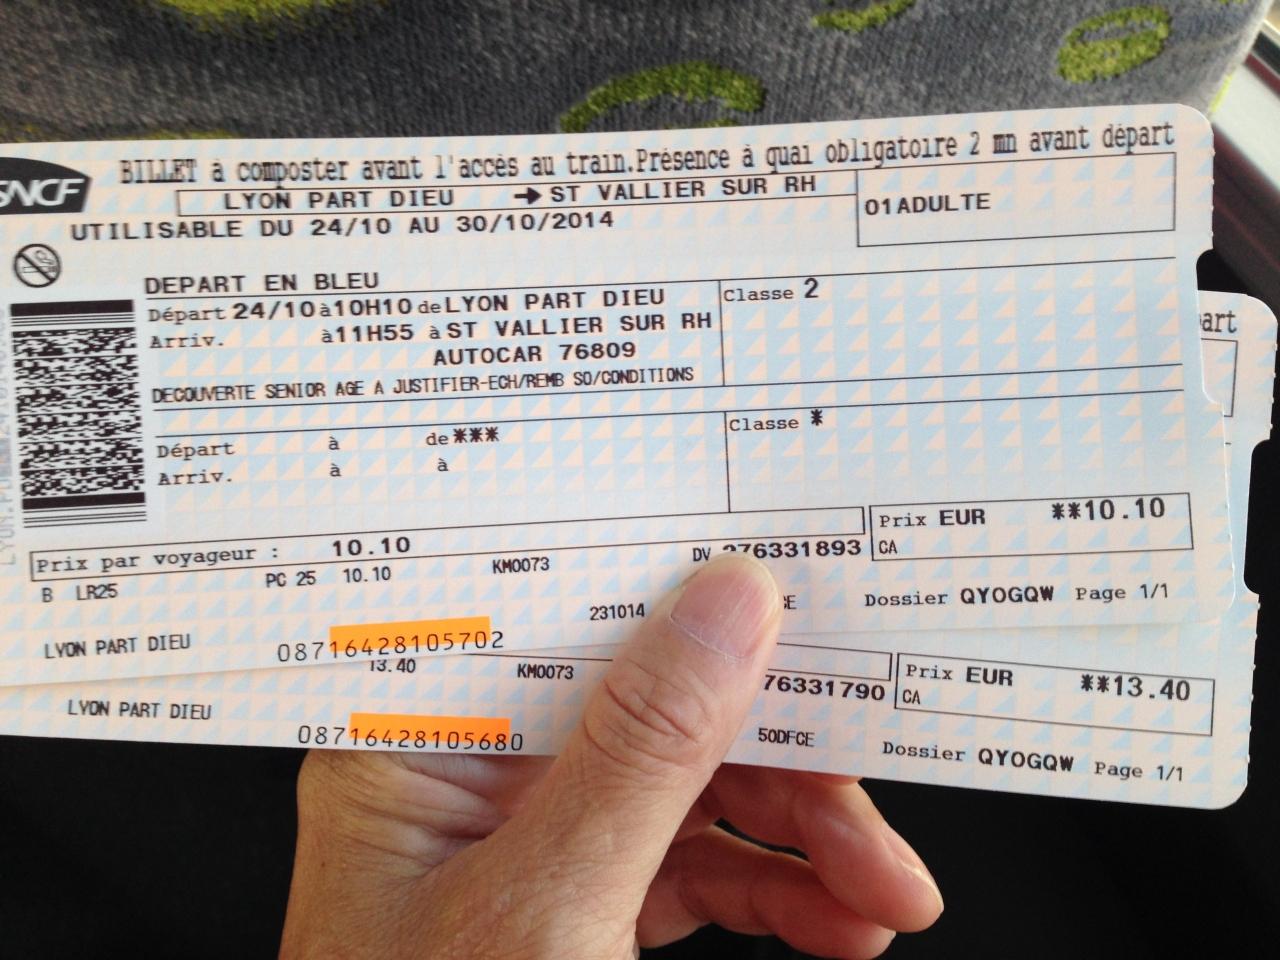 SNCF
BILLET à composter avant l'accès au train.Présence à quai obligatoire 2 mn avant départ
LYON PART DIEU → ST VALLIER SUR RH
01ADULTE
UTILISABLE DU 24/10 AU 30/10/2014
DEPART EN BLEU
Départ 24/10 à 10H10 de LYON PART DIEU
Classe 2
Arriv. à 11H55 à ST VALLIER SUR RH
AUTOCAR 76809
DECOUVERTE SENIOR AGE A JUSTIFIER-ECH/REMB SO/CONDITIONS
Départ à de ***
Classe *
Arriv. à à
Prix par voyageur : 10.10
Prix EUR **10.10
B LR25 PC 25 10.10 KM0073 DV 76331893
CA
231014
Dossier QYOGQW Page 1/1
LYON PART DIEU 08716428105702
art
13.40 KM0073 76331790
Prix EUR **13.40
CA
LYON PART DIEU 08716428105680
50DFCE
Dossier QYOGQW Page 1/1